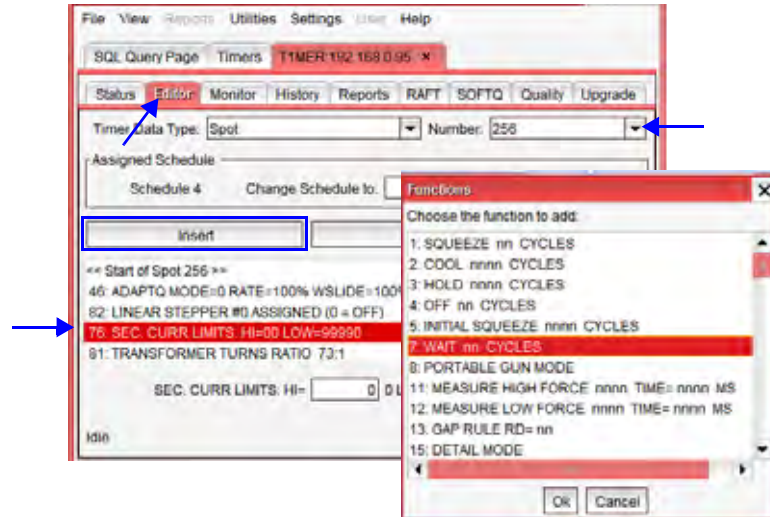 File View Reports Utilities Settings User Help
SQL Query Page Timers T1MER:192.168.0.95 ×
Status Editor Monitor History Reports RAFT SOFTQ Quality Upgrade
Timer Data Type: Spot Number: 256
Assigned Schedule
Schedule 4 Change Schedule to:
Insert
<< Start of Spot 256 >>
46: ADAPTQ MODE=0 RATE=100% WSLIDE=100%
82: LINEAR STEPPER #0 ASSIGNED (0 = OFF)
76: SEC. CURR LIMITS: HI=00 LOW=99990
81: TRANSFORMER TURNS RATIO 73:1
SEC. CURR LIMITS: HI= 0 0 L
Idle
Functions
Choose the function to add:
1: SQUEEZE nn CYCLES
2: COOL nnnn CYCLES
3: HOLD nnnn CYCLES
4: OFF nn CYCLES
5: INITIAL SQUEEZE nnnn CYCLES
7: WAIT nn CYCLES
8: PORTABLE GUN MODE
11: MEASURE HIGH FORCE nnnn TIME= nnnn MS
12: MEASURE LOW FORCE nnnn TIME= nnnn MS
13: GAP RULE RD= nn
15: DETAIL MODE
Ok Cancel